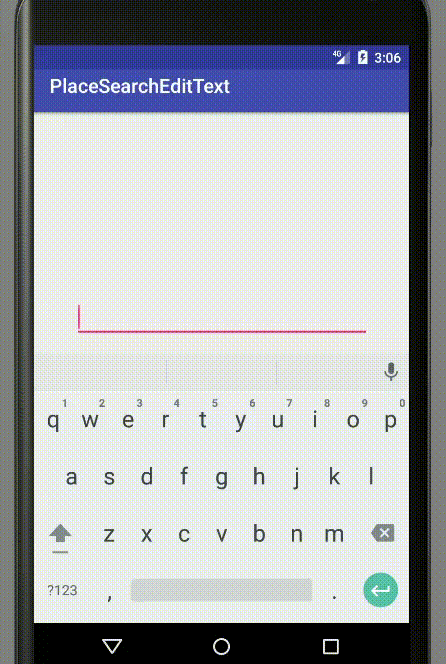 4G 3:06
PlaceSearchEditText
1 2 3 4 5 6 7 8 9 0
q w e r t y u i o p
a s d f g h j k l
z x c v b n m
?123 , .